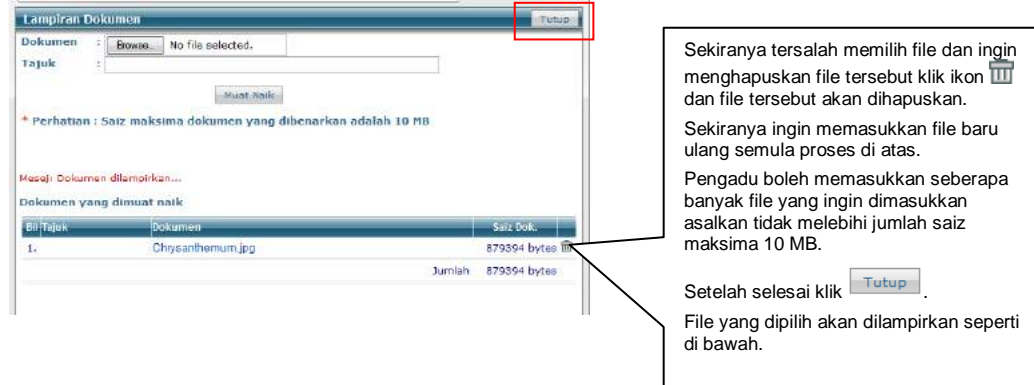 Lampiran Dokumen Tutup
Dokumen : Browse... No file selected.
Tajuk :
Muat Naik
* Perhatian : Saiz maksima dokumen yang dibenarkan adalah 10 MB
Mesej: Dokumen dilampirkan...
Dokumen yang dimuat naik
Bil Tajuk Dokumen Saiz Dok.
1. Chrysanthemum.jpg 879394 bytes
Jumlah 879394 bytes
Sekiranya tersalah memilih file dan ingin
menghapuskan file tersebut klik ikon
dan file tersebut akan dihapuskan.
Sekiranya ingin memasukkan file baru
ulang semula proses di atas.
Pengadu boleh memasukkan seberapa
banyak file yang ingin dimasukkan
asalkan tidak melebihi jumlah saiz
maksima 10 MB.
Setelah selesai klik Tutup .
File yang dipilih akan dilampirkan seperti
di bawah.